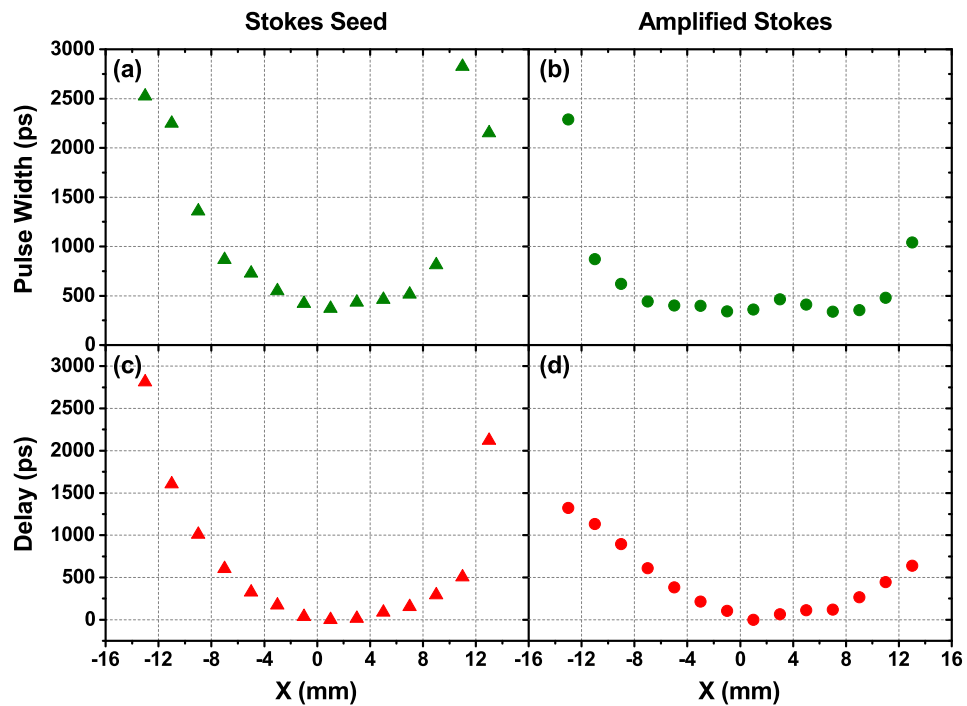 Stokes Seed
Amplified Stokes
(a)
(b)
3000
2500
2000
1500
1000
500
0
Pulse Width (ps)
(c)
(d)
3000
2500
2000
1500
1000
500
0
Delay (ps)
-16 -12 -8 -4 0 4 8 12 -16 -12 -8 -4 0 4 8 12 16
X (mm)
X (mm)